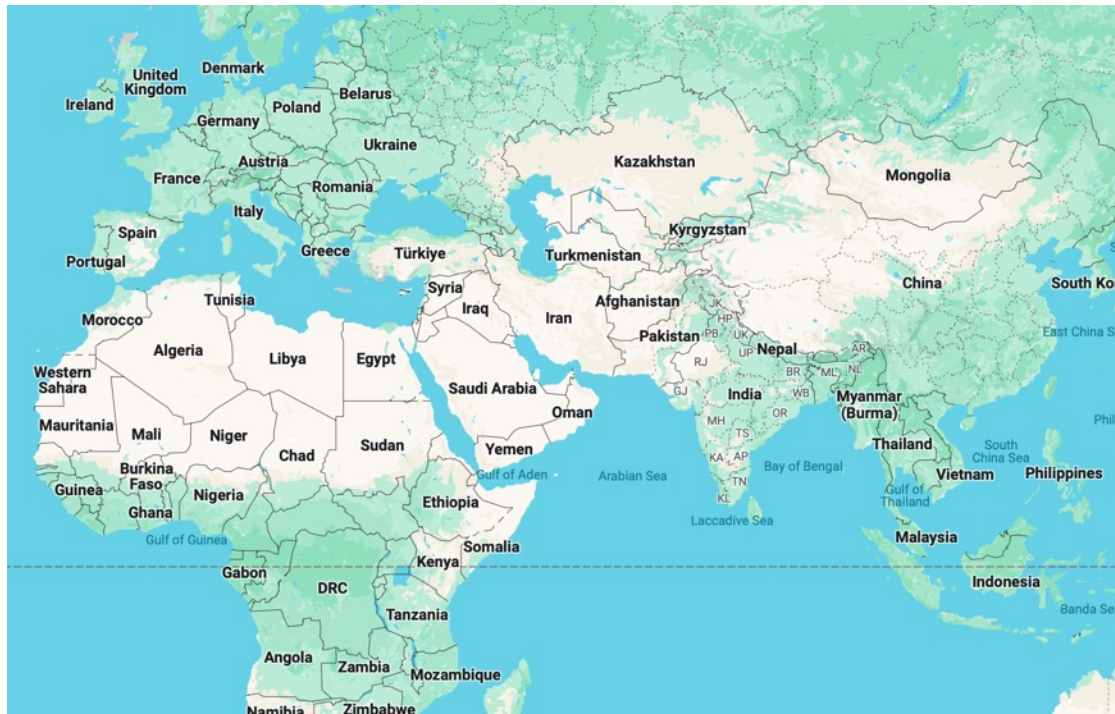 Denmark
United
Kingdom
Ireland
Belarus
Poland
Germany
Ukraine
Austria
France
Romania
Italy
Spain
Portugal
Greece
Türkiye
Kazakhstan
Mongolia
Kyrgyzstan
Turkmenistan
China
South Ko
East China S
Tunisia
Syria
Iraq
Iran
Afghanistan
Pakistan
JK
HP
PB
UK
UP
Nepal
RJ
BR
AR
NL
ML
Morocco
Algeria
Libya
Egypt
Western
Sahara
Saudi Arabia
Oman
GJ
India
WB
OR
Myanmar
(Burma)
MH
TS
KA
AP
TN
KL
Mauritania
Mali
Niger
Chad
Sudan
Yemen
Gulf of Aden
Arabian Sea
Bay of Bengal
Thailand
South
China Sea
Phil
Vietnam
Philippines
Gulf of
Thailand
Laccadive Sea
Burkina
Faso
Guinea
Ghana
Nigeria
Ethiopia
Gulf of Guinea
Somalia
Kenya
Malaysia
Gabon
DRC
Indonesia
Tanzania
Banda Se
Angola
Zambia
Mozambique
Namibia
Zimbabwe